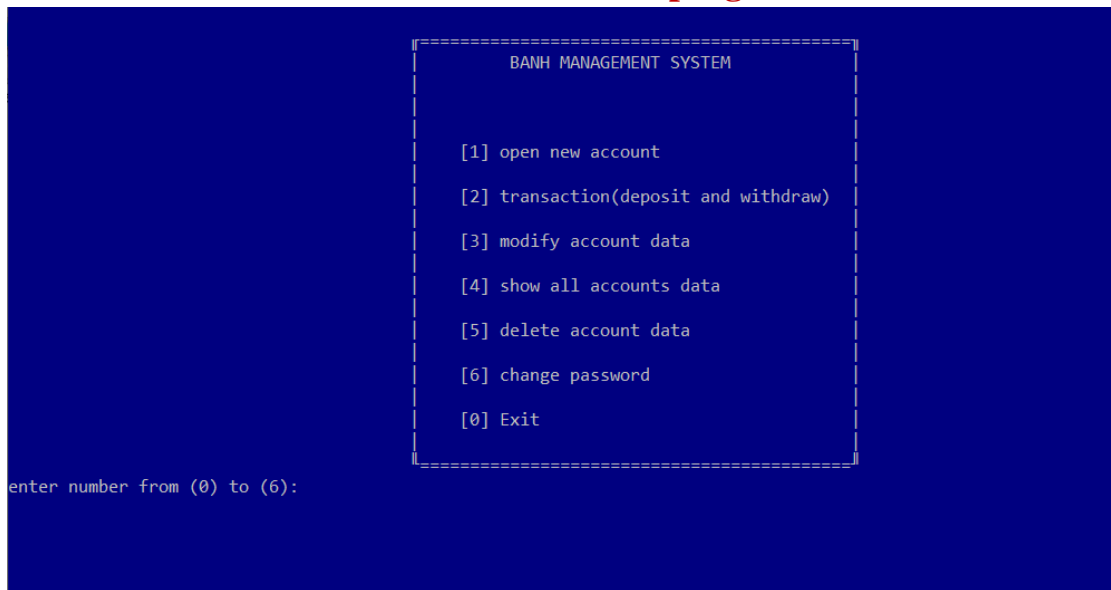 BANH MANAGEMENT SYSTEM
[1] open new account
[2] transaction(deposit and withdraw)
[3] modify account data
[4] show all accounts data
[5] delete account data
[6] change password
[0] Exit
enter number from (0) to (6):